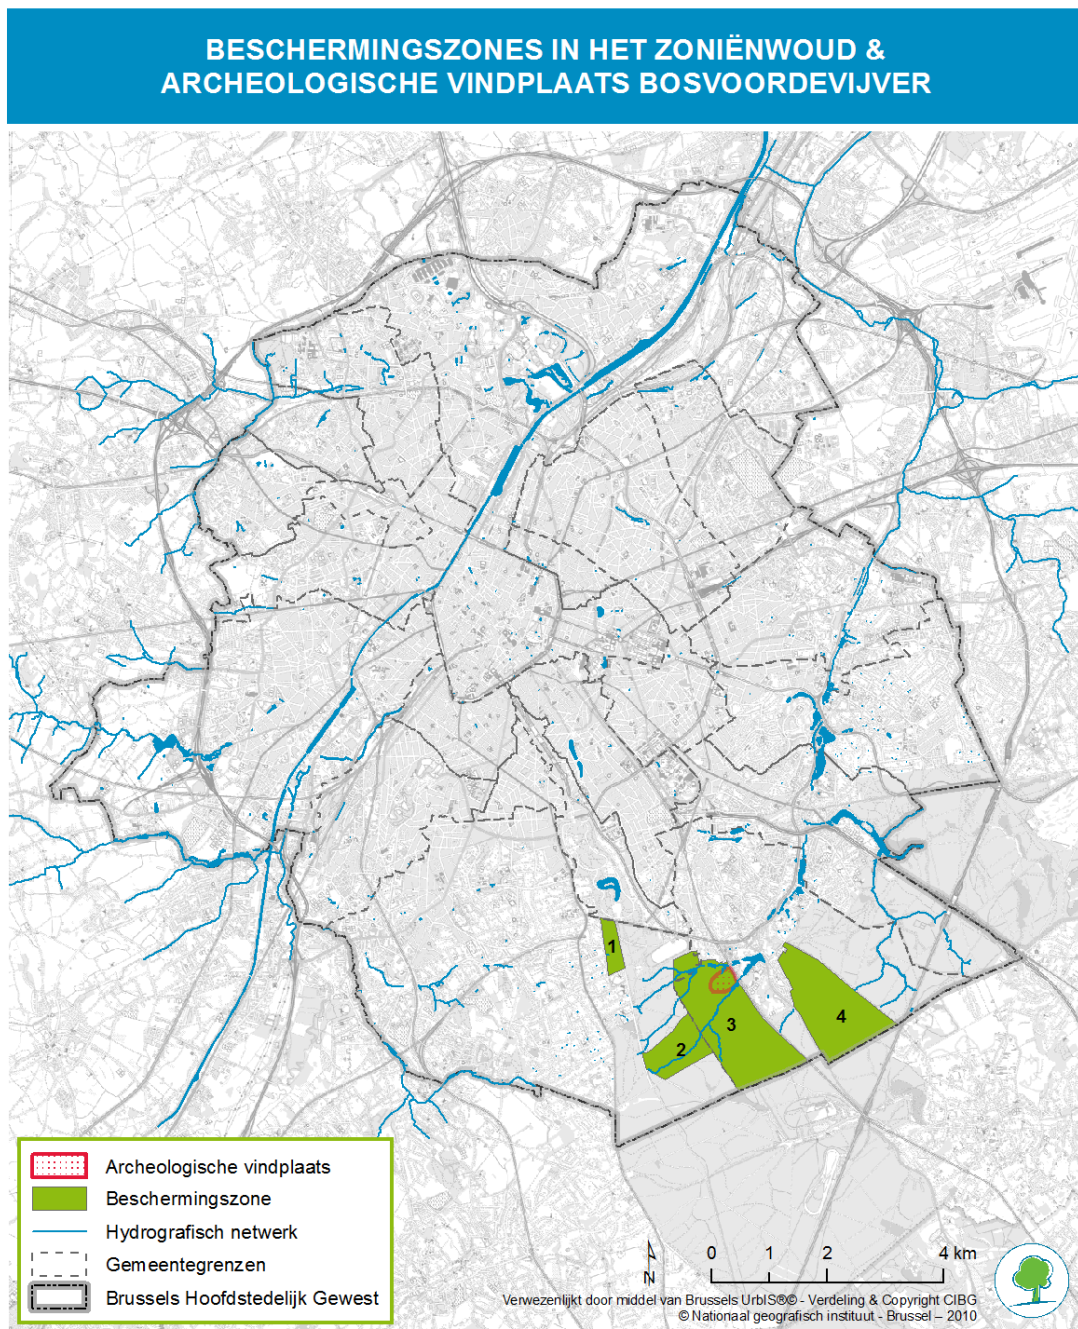 BESCHERMINGSZONES IN HET ZONIËNWOUD &
ARCHEOLOGISCHE VINDPLAATS BOSVOORDEVIJVER
1
2
3
4
Archeologische vindplaats
Beschermingszone
Hydrografisch netwerk
Gemeentegrenzen
Brussels Hoofdstedelijk Gewest
N
0 1 2 4 km
Verwezenlijkt door middel van Brussels UrbIS®© - Verdeling & Copyright CIBG
© Nationaal geografisch instituut - Brussel – 2010